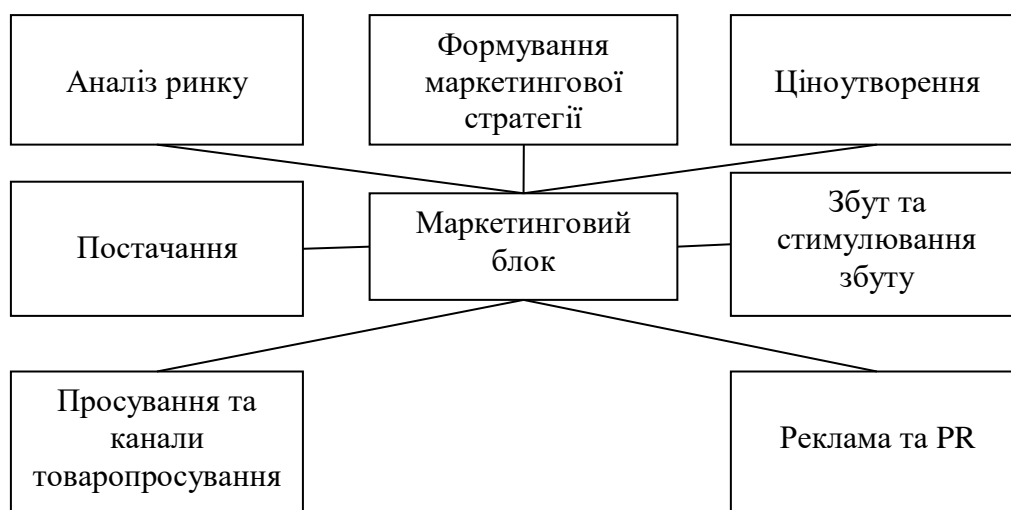 Аналіз ринку
Формування
маркетингової
стратегії
Ціноутворення
Постачання
Маркетинговий
блок
Збут та
стимулювання
збуту
Просування та
канали
товаропросування
Реклама та PR